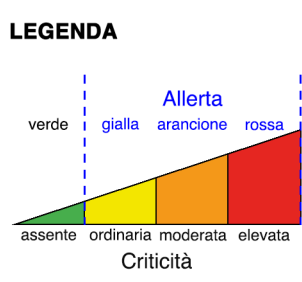 LEGENDA
Allerta
verde gialla arancione rossa
assente ordinaria moderata elevata
Criticità